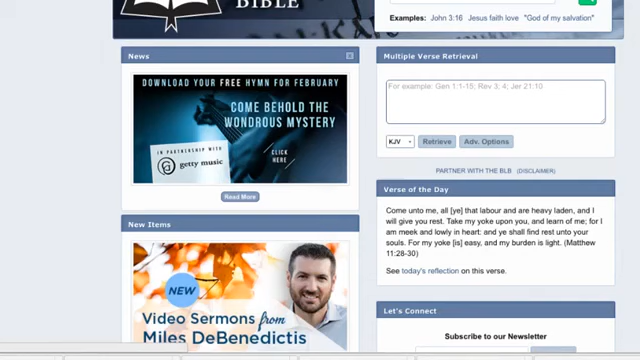 BIBLE
Examples: John 3:16 Jesus faith love "God of my salvation"
News
DOWNLOAD YOUR FREE HYMN FOR FEBRUARY
COME BEHOLD THE
WONDROUS MYSTERY
IN PARTNERSHIP WITH
getty music
CLICK
HERE
Read More
New Items
NEW
Video Sermons from
Miles DeBenedictis
Multiple Verse Retrieval
For example: Gen 1:1-15; Rev 3, 4; Jer 21:10
KJV
Retrieve
Adv. Options
PARTNER WITH THE BLB (DISCLAIMER)
Verse of the Day
Come unto me, all [ye] that labour and are heavy laden, and I
will give you rest. Take my yoke upon you, and learn of me; for I
am meek and lowly in heart: and ye shall find rest unto your
souls. For my yoke [is] easy, and my burden is light. (Matthew
11:28-30)
See today's reflection on this verse.
Let's Connect
Subscribe to our Newsletter